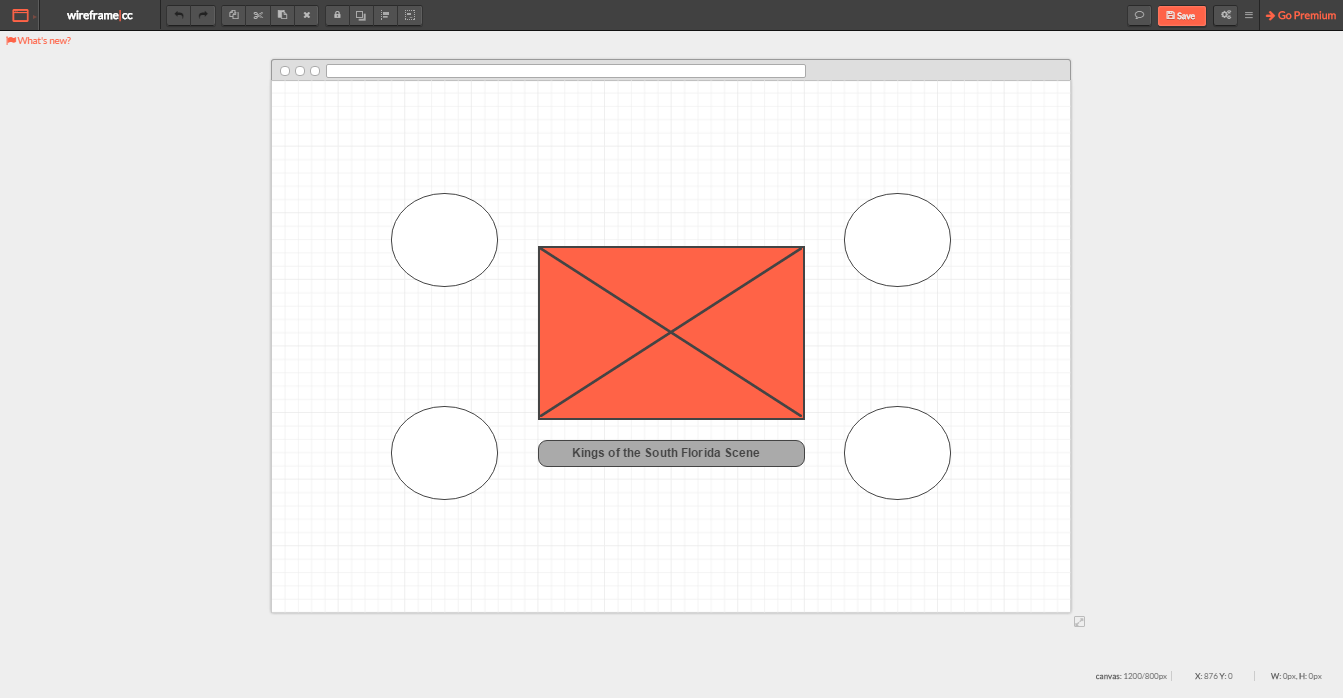 wireframe|cc
Save
Go Premium
What's new?
Kings of the South Florida Scene
canvas: 1200/800px
X: 876 Y: 0
W: 0px, H: 0px